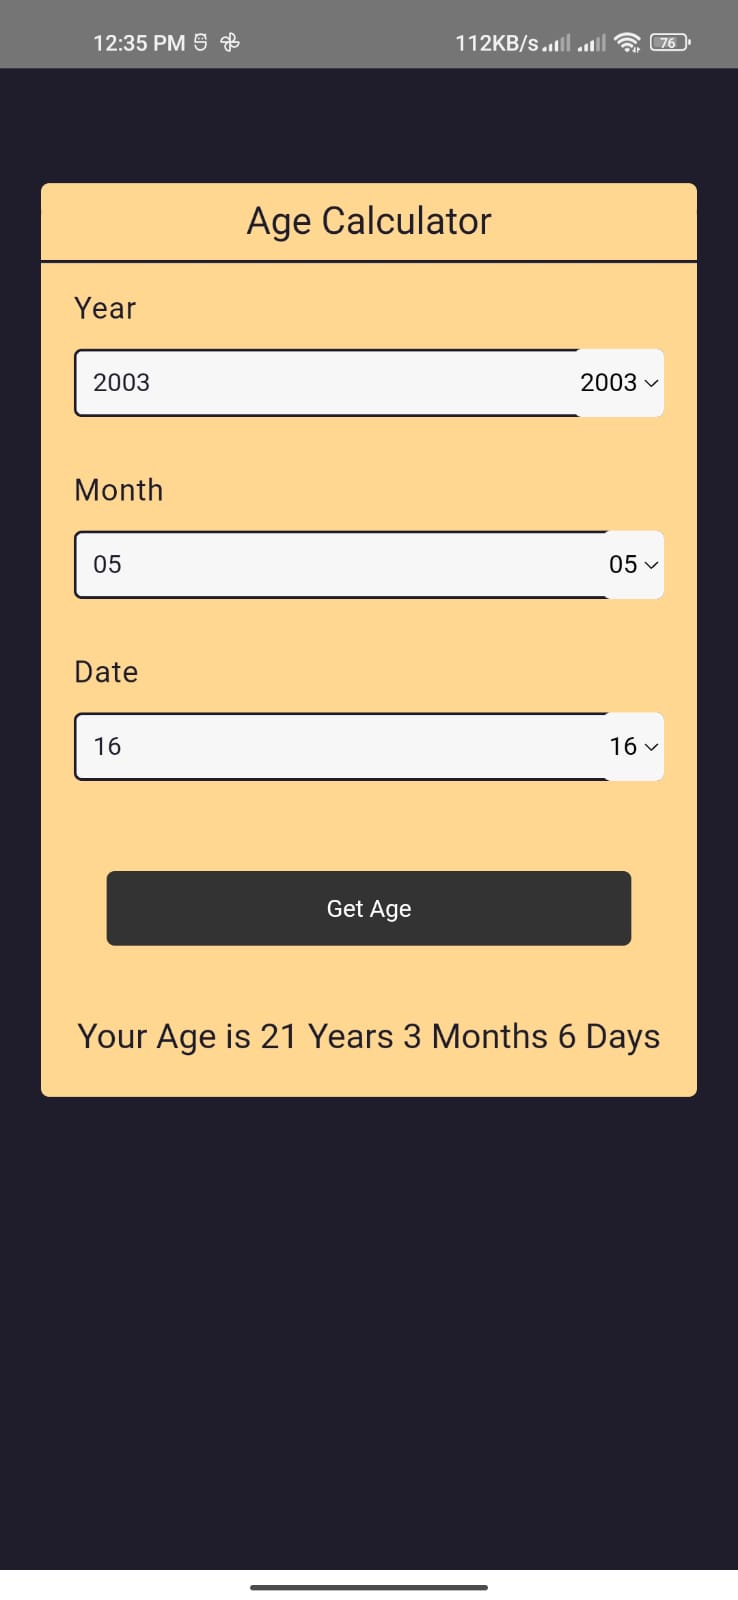 12:35 PM 112KB/s 76
Age Calculator
Year
2003 2003
Month
05 05
Date
16 16
Get Age
Your Age is 21 Years 3 Months 6 Days